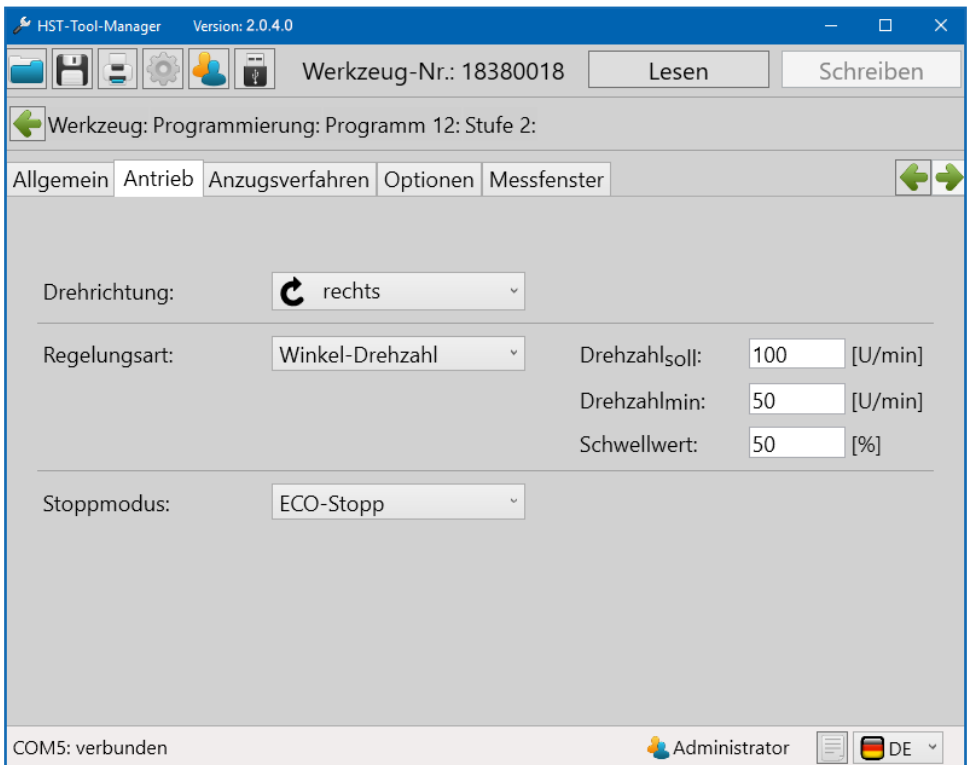 HST-Tool-Manager Version: 2.0.4.0
Werkzeug-Nr.: 18380018 Lesen Schreiben
Werkzeug: Programmierung: Programm 12: Stufe 2:
Allgemein Antrieb Anzugsverfahren Optionen Messfenster
Drehrichtung: rechts
Regelungsart: Winkel-Drehzahl Drehzahlsoll: 100 [U/min]
Drehzahlmin: 50 [U/min]
Schwellwert: 50 [%]
Stoppmodus: ECO-Stopp
COM5: verbunden Administrator DE